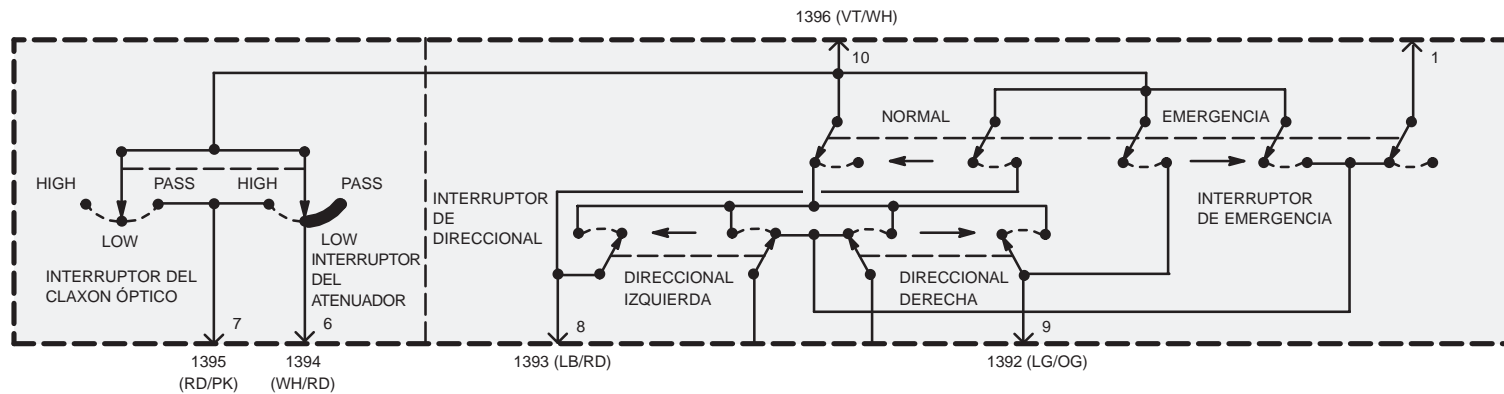 1396 (VT/WH)
10
1
NORMAL
EMERGENCIA
HIGH
PASS
HIGH
PASS
LOW
LOW
INTERRUPTOR DEL
CLAXON ÓPTICO
INTERRUPTOR
DEL
ATENUADOR
INTERRUPTOR
DE
DIRECCIONAL
INTERRUPTOR
DE EMERGENCIA
DIRECCIONAL
IZQUIERDA
DIRECCIONAL
DERECHA
7
6
8
9
1395
(RD/PK)
1394
(WH/RD)
1393 (LB/RD)
1392 (LG/OG)